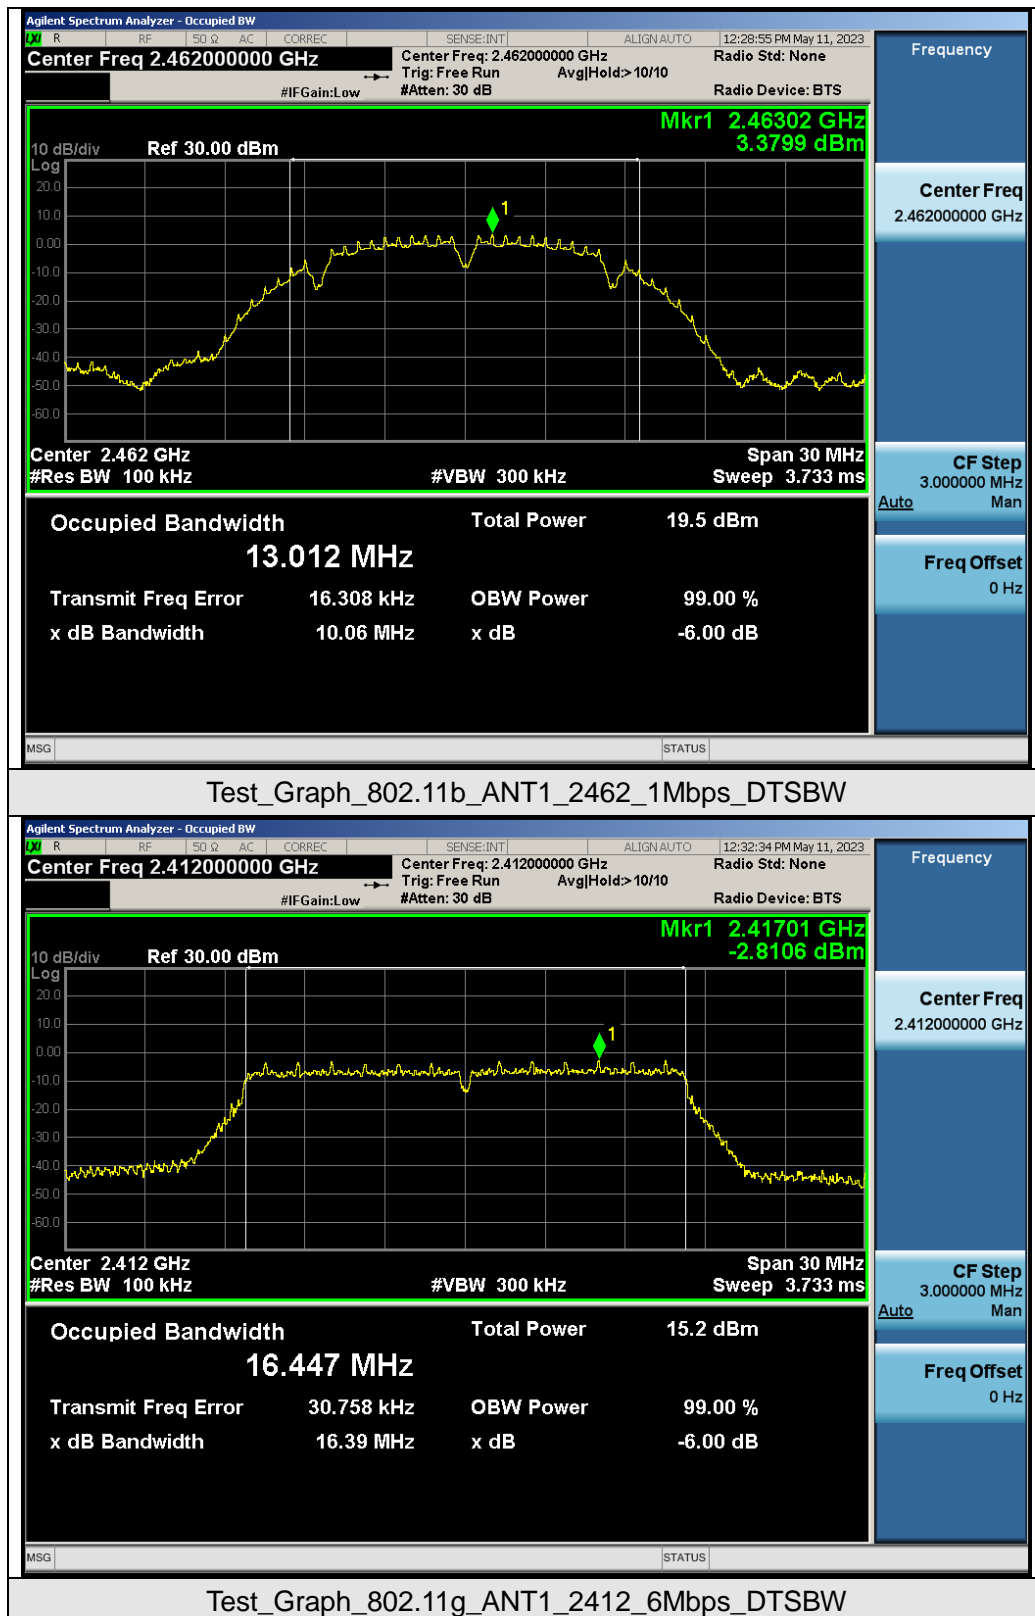 Agilent Spectrum Analyzer - Occupied BW
LXI R RF 50 Ω AC CORREC SENSE:INT ALIGN AUTO 12:28:55 PM May 11, 2023
Center Freq 2.462000000 GHz
Center Freq: 2.462000000 GHz Radio Std: None
Trig: Free Run Avg|Hold:>10/10
#IFGain:Low #Atten: 30 dB Radio Device: BTS
Frequency
Mkr1 2.46302 GHz
3.3799 dBm
10 dB/div Ref 30.00 dBm
Log
20.0
10.0
0.00
-10.0
-20.0
-30.0
-40.0
-50.0
-60.0
1
Center Freq
2.462000000 GHz
Center 2.462 GHz Span 30 MHz
#Res BW 100 kHz #VBW 300 kHz Sweep 3.733 ms
CF Step
3.000000 MHz
Auto Man
Occupied Bandwidth Total Power 19.5 dBm
13.012 MHz
Freq Offset
0 Hz
Transmit Freq Error 16.308 kHz OBW Power 99.00 %
x dB Bandwidth 10.06 MHz x dB -6.00 dB
MSG STATUS
Test_Graph_802.11b_ANT1_2462_1Mbps_DTSBW
Agilent Spectrum Analyzer - Occupied BW
LXI R RF 50 Ω AC CORREC SENSE:INT ALIGN AUTO 12:32:34 PM May 11, 2023
Center Freq 2.412000000 GHz
Center Freq: 2.412000000 GHz Radio Std: None
Trig: Free Run Avg|Hold:>10/10
#IFGain:Low #Atten: 30 dB Radio Device: BTS
Frequency
Mkr1 2.41701 GHz
-2.8106 dBm
10 dB/div Ref 30.00 dBm
Log
20.0
10.0
0.00
-10.0
-20.0
-30.0
-40.0
-50.0
-60.0
1
Center Freq
2.412000000 GHz
Center 2.412 GHz Span 30 MHz
#Res BW 100 kHz #VBW 300 kHz Sweep 3.733 ms
CF Step
3.000000 MHz
Auto Man
Occupied Bandwidth Total Power 15.2 dBm
16.447 MHz
Freq Offset
0 Hz
Transmit Freq Error 30.758 kHz OBW Power 99.00 %
x dB Bandwidth 16.39 MHz x dB -6.00 dB
MSG STATUS
Test_Graph_802.11g_ANT1_2412_6Mbps_DTSBW